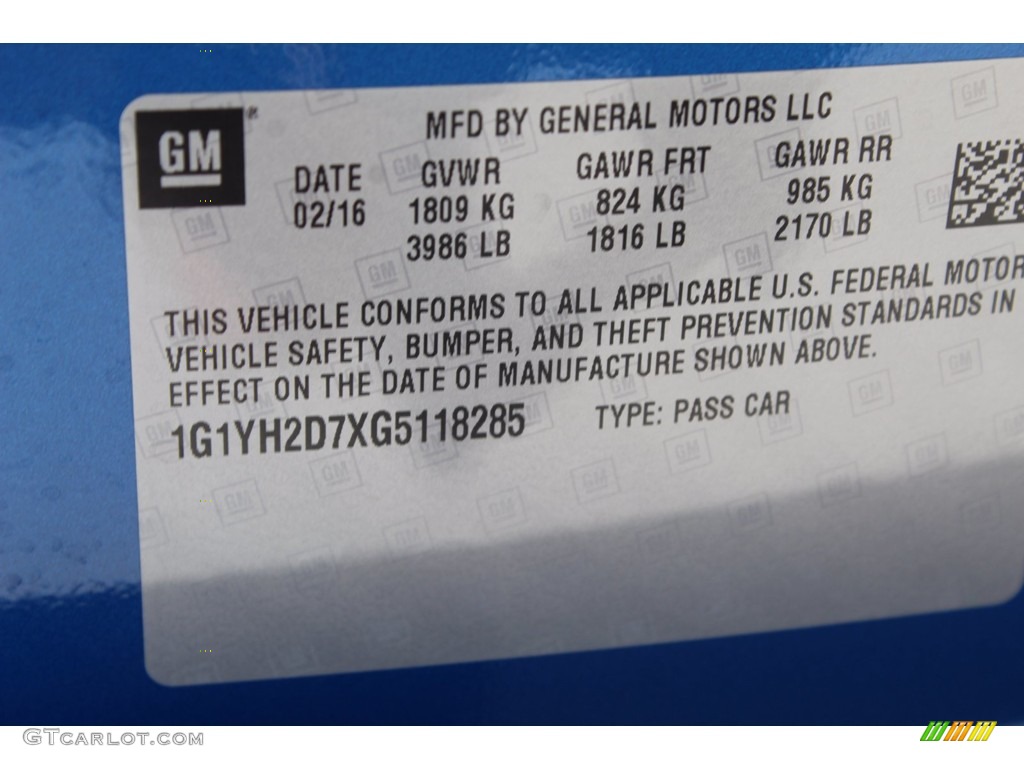 GM
MFD BY GENERAL MOTORS LLC
DATE GVWR GAWR FRT GAWR RR
02/16 1809 KG 824 KG 985 KG
3986 LB 1816 LB 2170 LB
THIS VEHICLE CONFORMS TO ALL APPLICABLE U.S. FEDERAL MOTOR
VEHICLE SAFETY, BUMPER, AND THEFT PREVENTION STANDARDS IN
EFFECT ON THE DATE OF MANUFACTURE SHOWN ABOVE.
1G1YH2D7XG5118285 TYPE: PASS CAR
GTCARLOT.COM